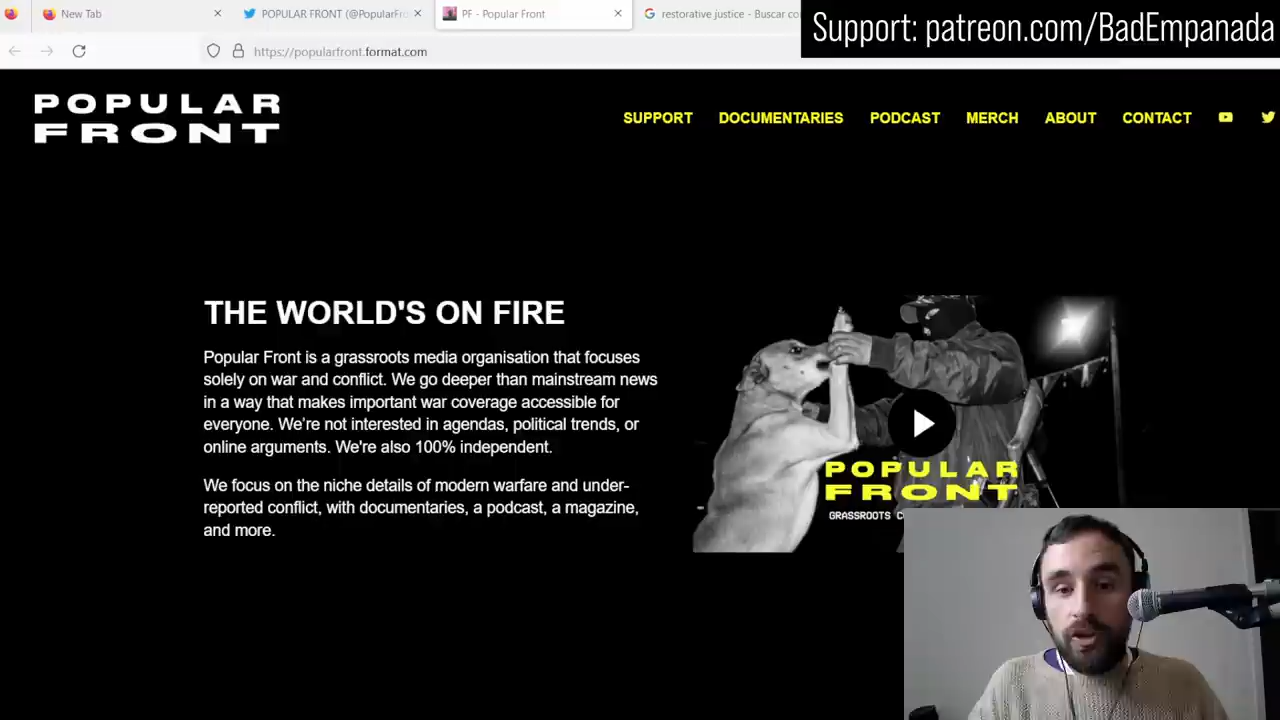 New Tab
POPULAR FRONT (@PopularFro
PF - Popular Front
restorative justice - Buscar co
Support: patreon.com/BadEmpanada
https://popularfront.format.com
POPULAR
FRONT
SUPPORT
DOCUMENTARIES
PODCAST
MERCH
ABOUT
CONTACT
THE WORLD'S ON FIRE
Popular Front is a grassroots media organisation that focuses
solely on war and conflict. We go deeper than mainstream news
in a way that makes important war coverage accessible for
everyone. We're not interested in agendas, political trends, or
online arguments. We're also 100% independent.
We focus on the niche details of modern warfare and under-
reported conflict, with documentaries, a podcast, a magazine,
and more.
POPULAR
FRONT
GRASSROOTS